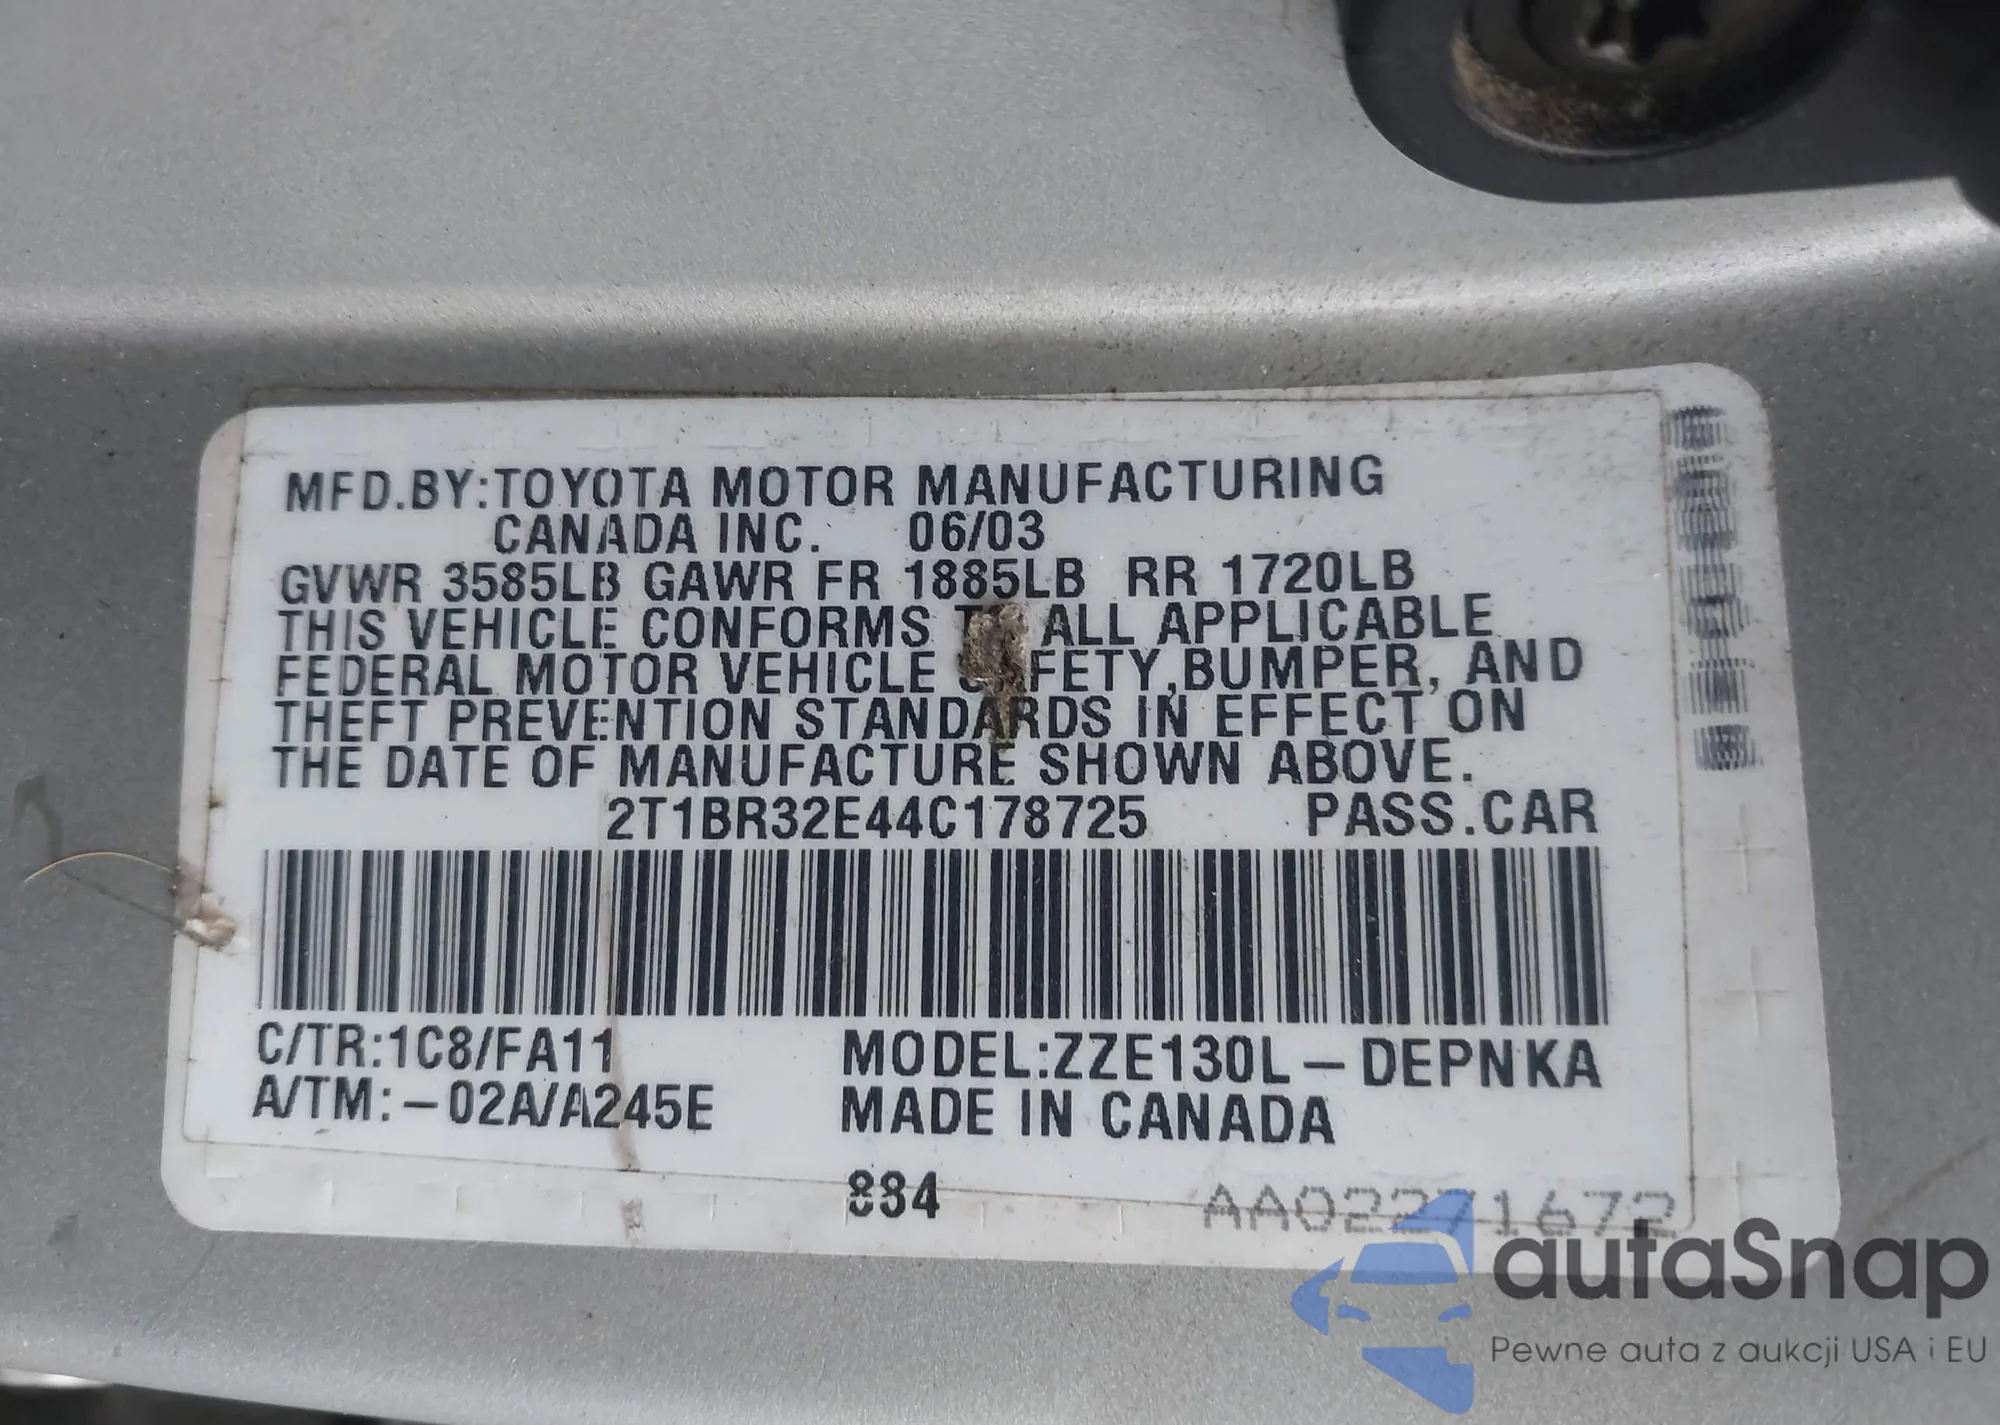 MFD.BY:TOYOTA MOTOR MANUFACTURING
CANADA INC. 06/03
GVWR 3585LB GAWR FR 1885LB RR 1720LB
THIS VEHICLE CONFORMS ALL APPLICABLE
FEDERAL MOTOR VEHICLE SAFETY,BUMPER, AND
THEFT PREVENTION STANDARDS IN EFFECT ON
THE DATE OF MANUFACTURE SHOWN ABOVE.
2T1BR32E44C178725 PASS.CAR
C/TR:1C8/FA11 MODEL:ZZE130L-DEPNKA
A/TM:-02A/A245E MADE IN CANADA
884 AA02271672
autaSnap
Pewne auta z aukcji USA i EU